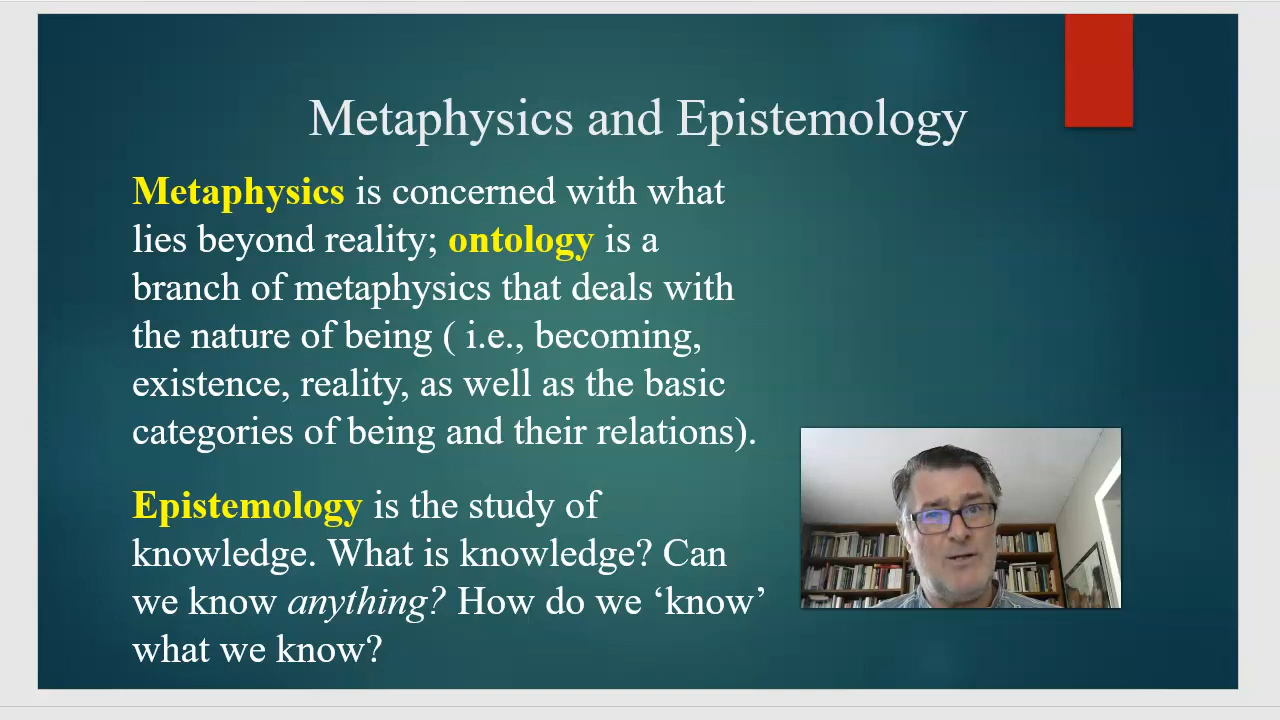 Metaphysics and Epistemology
Metaphysics is concerned with what
lies beyond reality; ontology is a
branch of metaphysics that deals with
the nature of being ( i.e., becoming,
existence, reality, as well as the basic
categories of being and their relations).
Epistemology is the study of
knowledge. What is knowledge? Can
we know anything? How do we ‘know’
what we know?